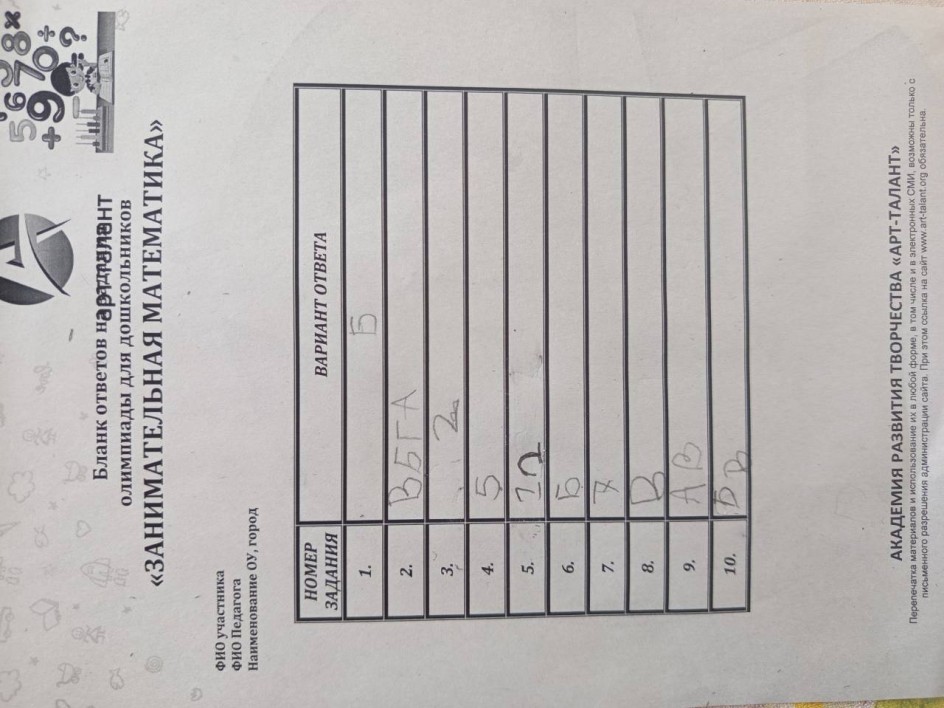 артталант
Бланк ответов на задания
олимпиады для дошкольников
«ЗАНИМАТЕЛЬНАЯ МАТЕМАТИКА»
ФИО участника
ФИО Педагога
Наименование ОУ, город
НОМЕР ЗАДАНИЯ ВАРИАНТ ОТВЕТА
1. Б
2. ВБГА
3. 2
4. 5
5. 12
6. Б
7. 7
8. В
9. АВ
10. БВ
АКАДЕМИЯ РАЗВИТИЯ ТВОРЧЕСТВА «АРТ-ТАЛАНТ»
Перепечатка материалов и использование их в любой форме, в том числе и в электронных СМИ, возможны только с
письменного разрешения администрации сайта. При этом ссылка на сайт www.art-talant.org обязательна.